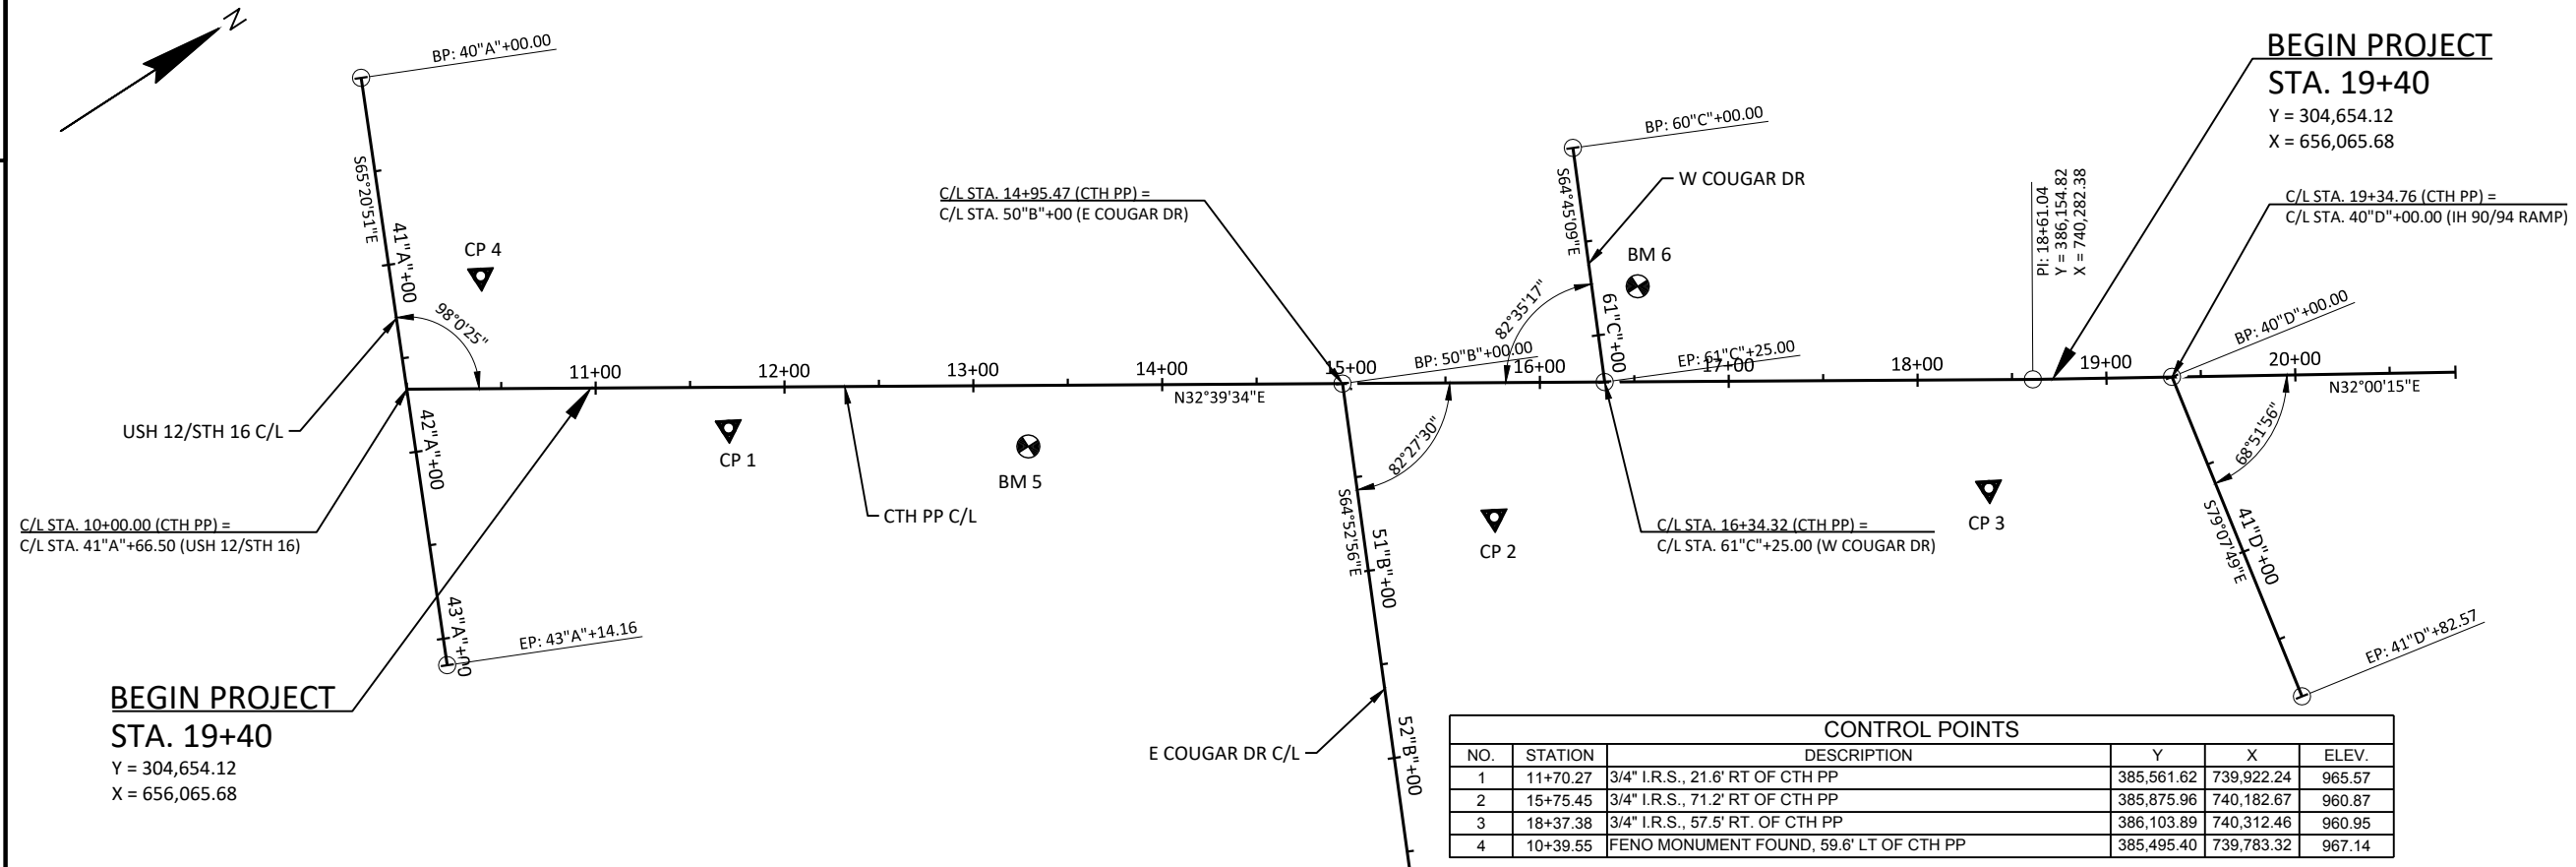 N
BP: 40"A"+00.00
S65°20'51"E
41"A"+00
CP 4
98°0'25"
USH 12/STH 16 C/L
42"A"+00
C/L STA. 10+00.00 (CTH PP) =
C/L STA. 41"A"+66.50 (USH 12/STH 16)
43"A"+00
EP: 43"A"+14.16
BEGIN PROJECT
STA. 19+40
Y = 304,654.12
X = 656,065.68
11+00
12+00
13+00
14+00
15+00
16+00
17+00
18+00
19+00
20+00
CP 1
BM 5
CTH PP C/L
N32°39'34"E
C/L STA. 14+95.47 (CTH PP) =
C/L STA. 50"B"+00 (E COUGAR DR)
BP: 50"B"+00.00
82°27'30"
S64°52'56"E
51"B"+00
52"B"+00
E COUGAR DR C/L
CP 2
BP: 60"C"+00.00
W COUGAR DR
S64°45'09"E
BM 6
82°35'17"
61"C"+00
EP: 61"C"+25.00
C/L STA. 16+34.32 (CTH PP) =
C/L STA. 61"C"+25.00 (W COUGAR DR)
CP 3
PI: 18+61.04
Y = 386,154.82
X = 740,282.38
BEGIN PROJECT
STA. 19+40
Y = 304,654.12
X = 656,065.68
C/L STA. 19+34.76 (CTH PP) =
C/L STA. 40"D"+00.00 (IH 90/94 RAMP)
BP: 40"D"+00.00
N32°00'15"E
68°51'56"
S79°07'49"E
41"D"+00
EP: 41"D"+82.57
CONTROL POINTS
NO. STATION DESCRIPTION Y X ELEV.
1 11+70.27 3/4" I.R.S., 21.6' RT OF CTH PP 385,561.62 739,922.24 965.57
2 15+75.45 3/4" I.R.S., 71.2' RT OF CTH PP 385,875.96 740,182.67 960.87
3 18+37.38 3/4" I.R.S., 57.5' RT. OF CTH PP 386,103.89 740,312.46 960.95
4 10+39.55 FENO MONUMENT FOUND, 59.6' LT OF CTH PP 385,495.40 739,783.32 967.14